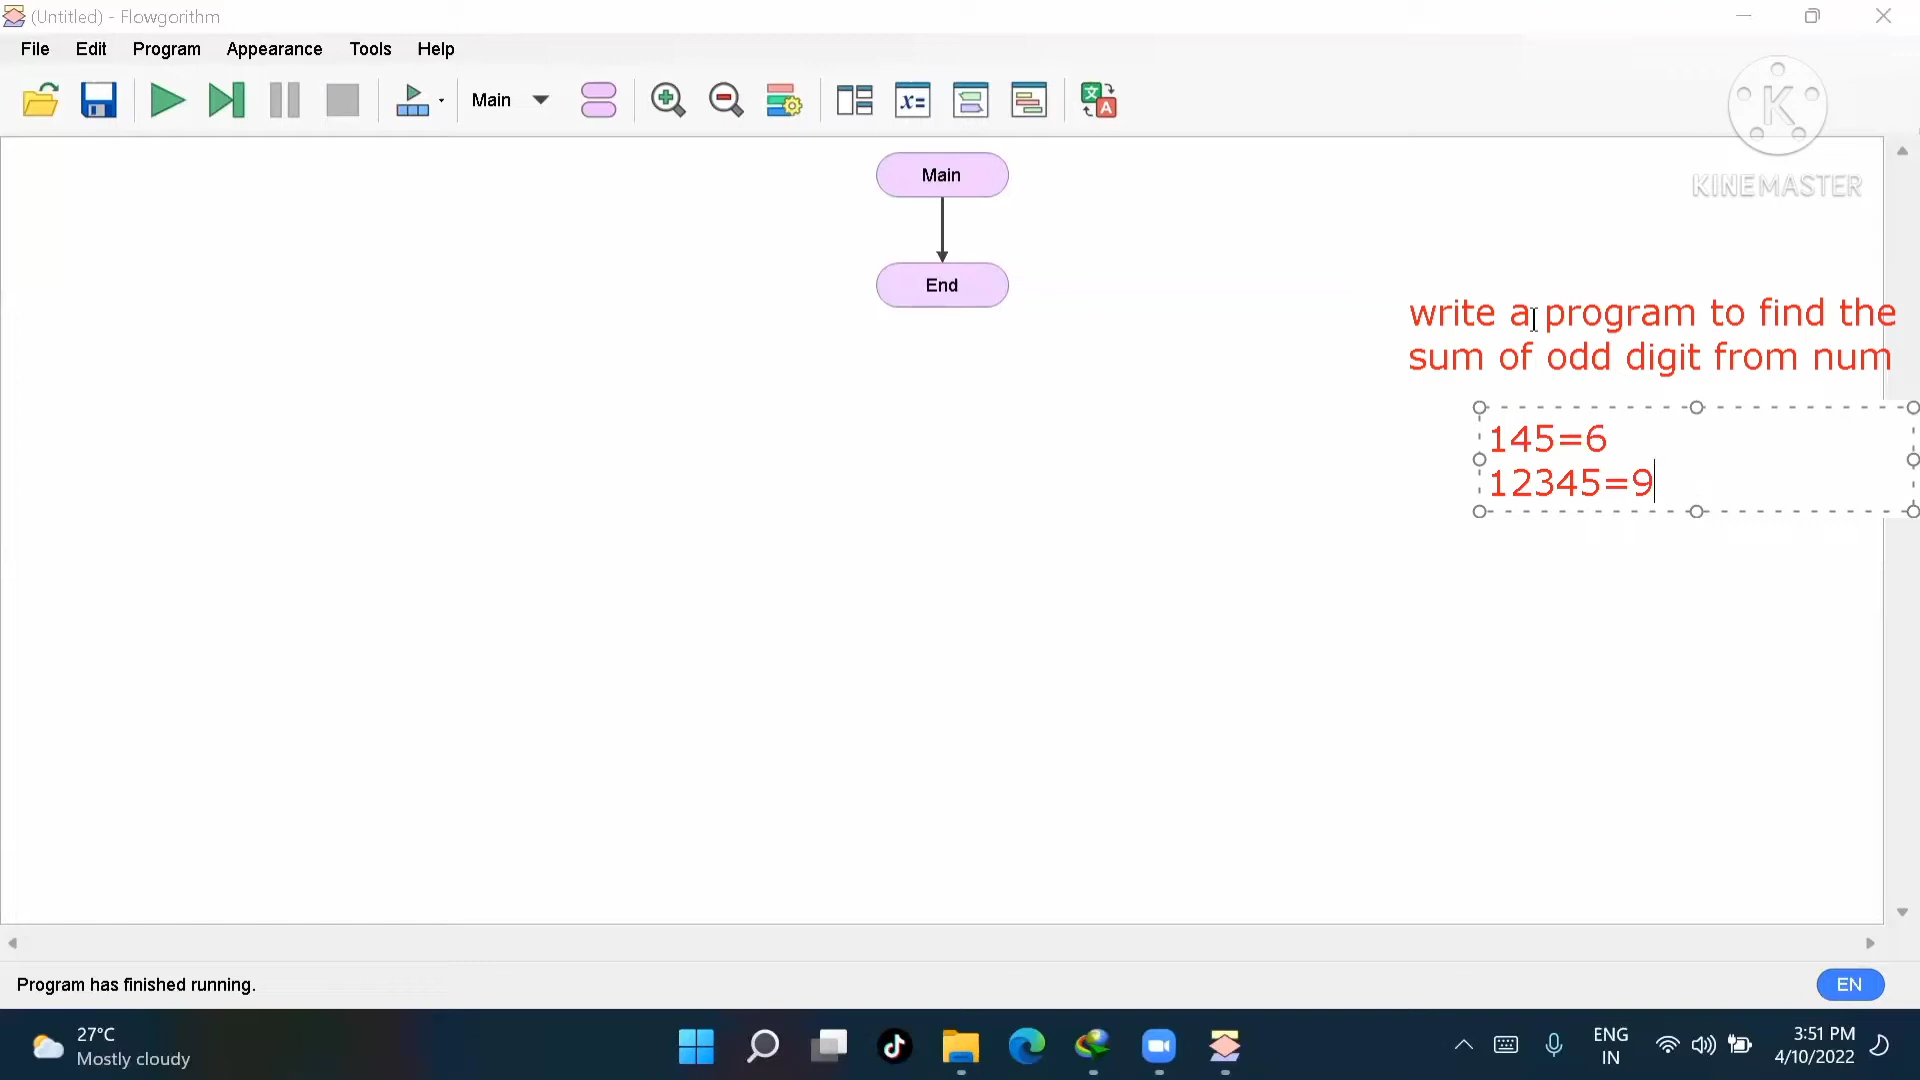 (Untitled) - Flowgorithm
File Edit Program Appearance Tools Help
Main
x=
文 A
K
KINEMASTER
Main
End
write a program to find the
sum of odd digit from num
145=6
12345=9
Program has finished running.
EN
27°C
Mostly cloudy
ENG
IN
3:51 PM
4/10/2022